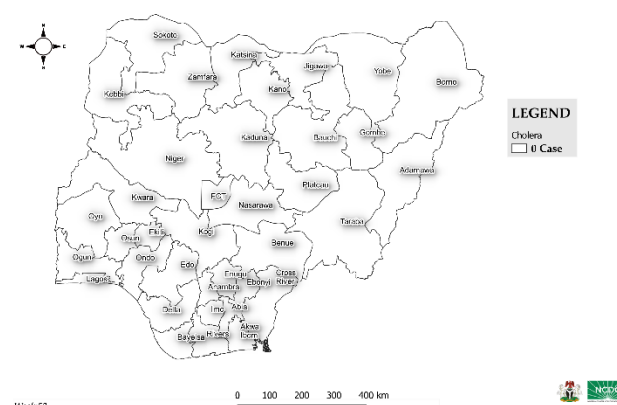 N
W E
S
Sokoto
Katsina
Jigawa
Yobe
Borno
Zamfara
Kebbi
Kano
LEGEND
Cholera
0 Case
Kaduna
Bauchi
Gombe
Niger
Adamawa
Plateau
Kwara
FCT
Nasarawa
Oyo
Taraba
Kogi
Osun
Ekiti
Benue
Ogun
Ondo
Edo
Lagos
Enugu
Cross
River
Anambra
Ebonyi
Delta
Imo
Abia
Akwa
Ibom
Bayelsa
Rivers
0 100 200 300 400 km
NCDC